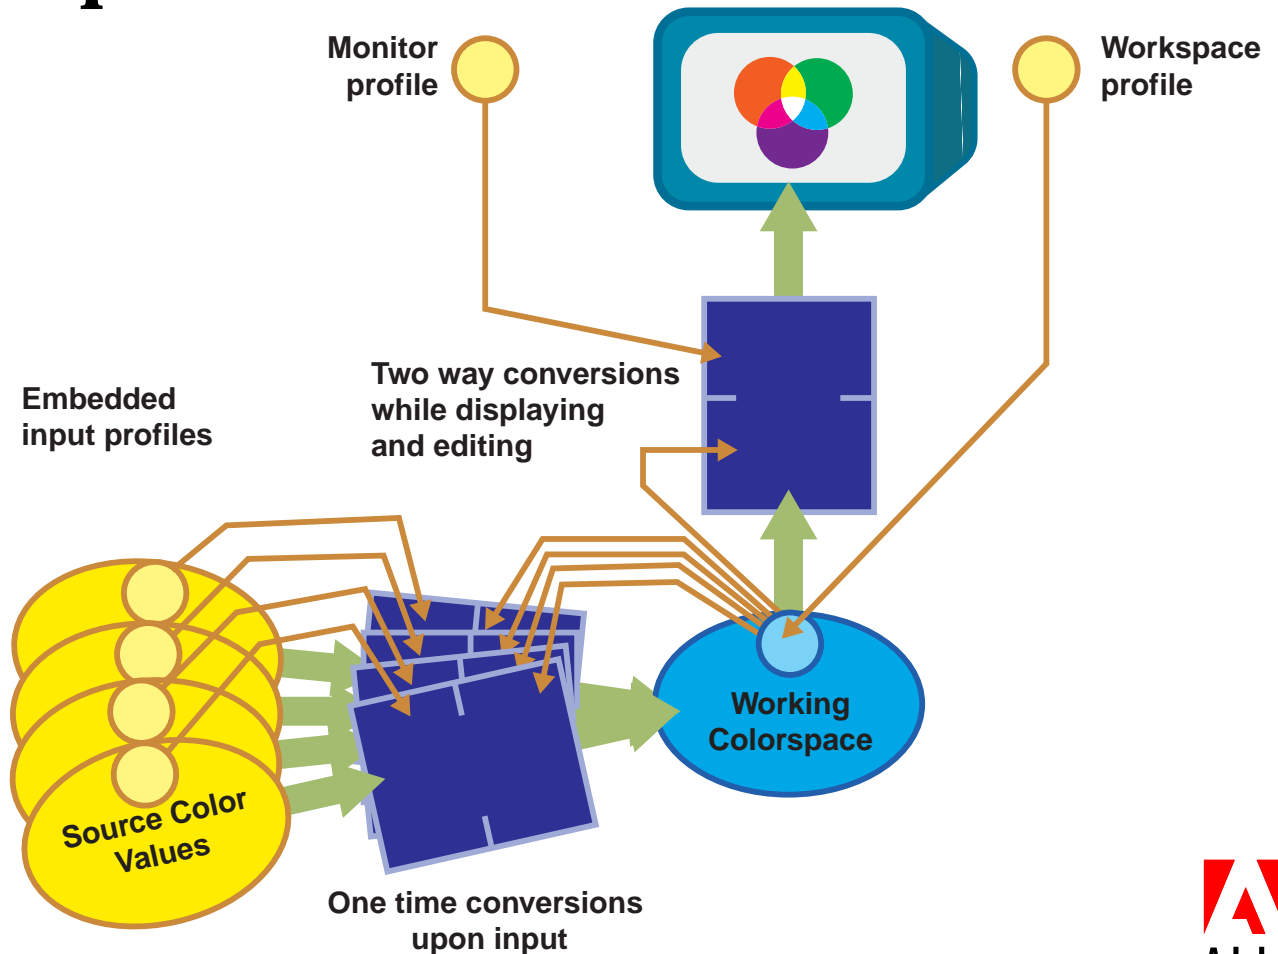 Monitor
profile
Workspace
profile
Two way conversions
while displaying
and editing
Embedded
input profiles
Working
Colorspace
Source Color
Values
One time conversions
upon input